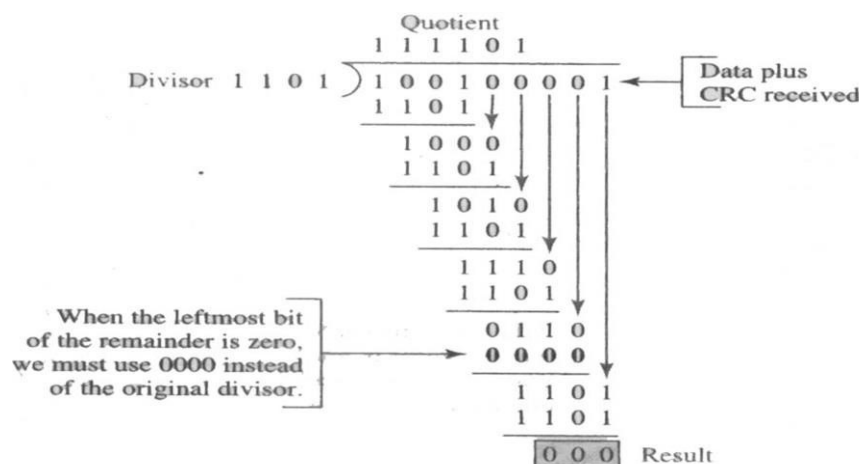 Quotient
1 1 1 1 0 1
Divisor 1 1 0 1 1 0 0 1 0 0 0 0 1
Data plus
CRC received
1 1 0 1
1 0 0 0
1 1 0 1
1 0 1 0
1 1 0 1
1 1 1 0
1 1 0 1
When the leftmost bit
of the remainder is zero,
we must use 0000 instead
of the original divisor.
0 1 1 0
0 0 0 0
1 1 0 1
1 1 0 1
0 0 0 Result